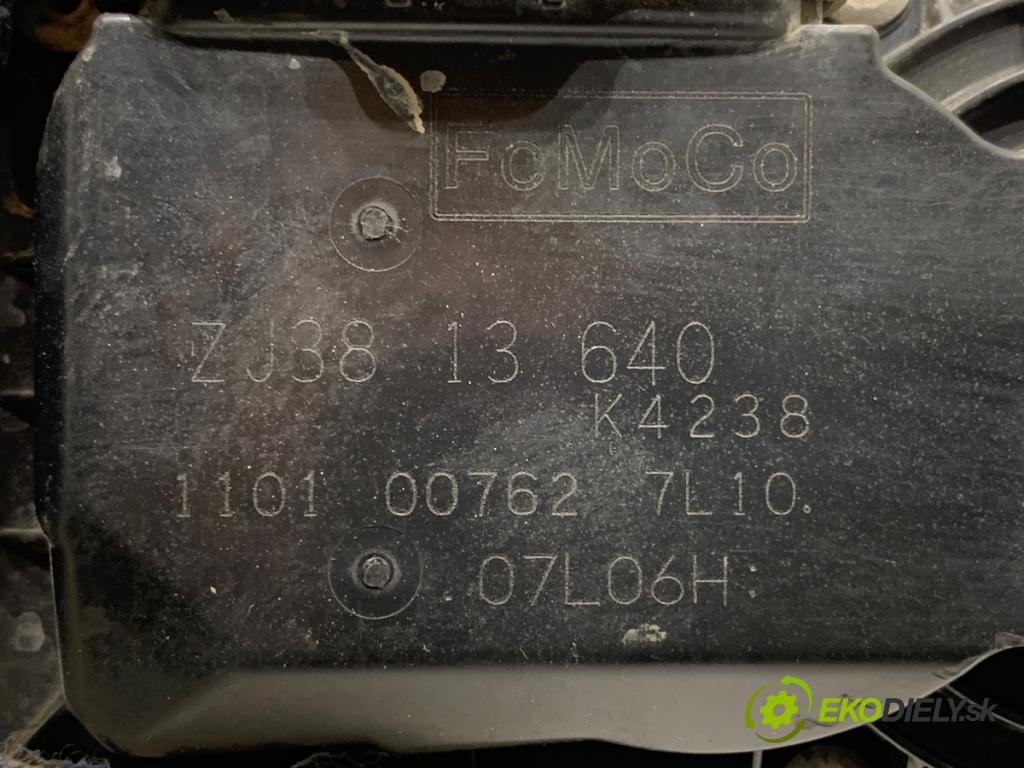 FoMoCo
ZJ38 13 640
K4238
1101 00762 7L10.
07L06H
EKODIELY.sk